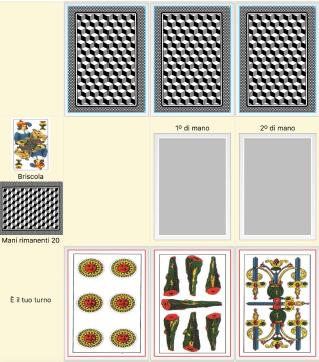 1º di mano
2º di mano
Briscola
Mani rimanenti 20
È il tuo turno